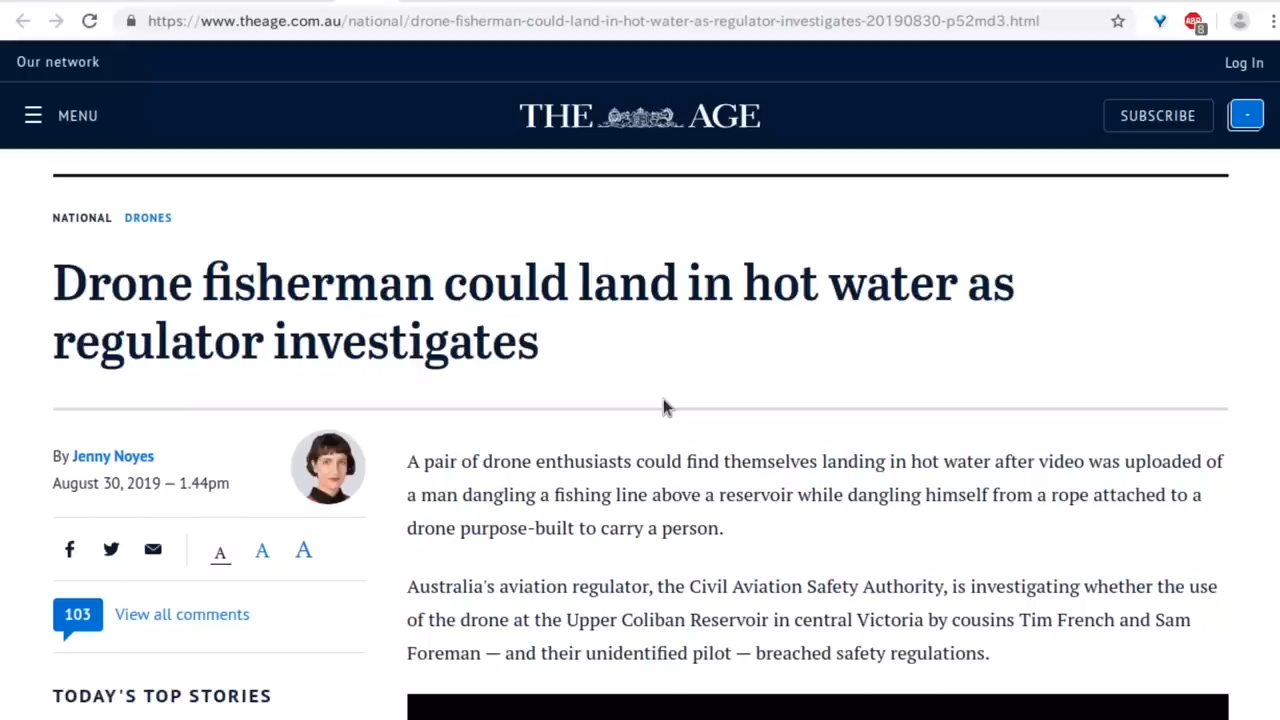 https://www.theage.com.au/national/drone-fisherman-could-land-in-hot-water-as-regulator-investigates-20190830-p52md3.html
ABP
8
Our network
Log In
MENU
THE AGE
SUBSCRIBE
-
NATIONAL DRONES
Drone fisherman could land in hot water as
regulator investigates
By Jenny Noyes
August 30, 2019 — 1.44pm
A A A
103 View all comments
TODAY'S TOP STORIES
A pair of drone enthusiasts could find themselves landing in hot water after video was uploaded of
a man dangling a fishing line above a reservoir while dangling himself from a rope attached to a
drone purpose-built to carry a person.
Australia's aviation regulator, the Civil Aviation Safety Authority, is investigating whether the use
of the drone at the Upper Coliban Reservoir in central Victoria by cousins Tim French and Sam
Foreman — and their unidentified pilot — breached safety regulations.